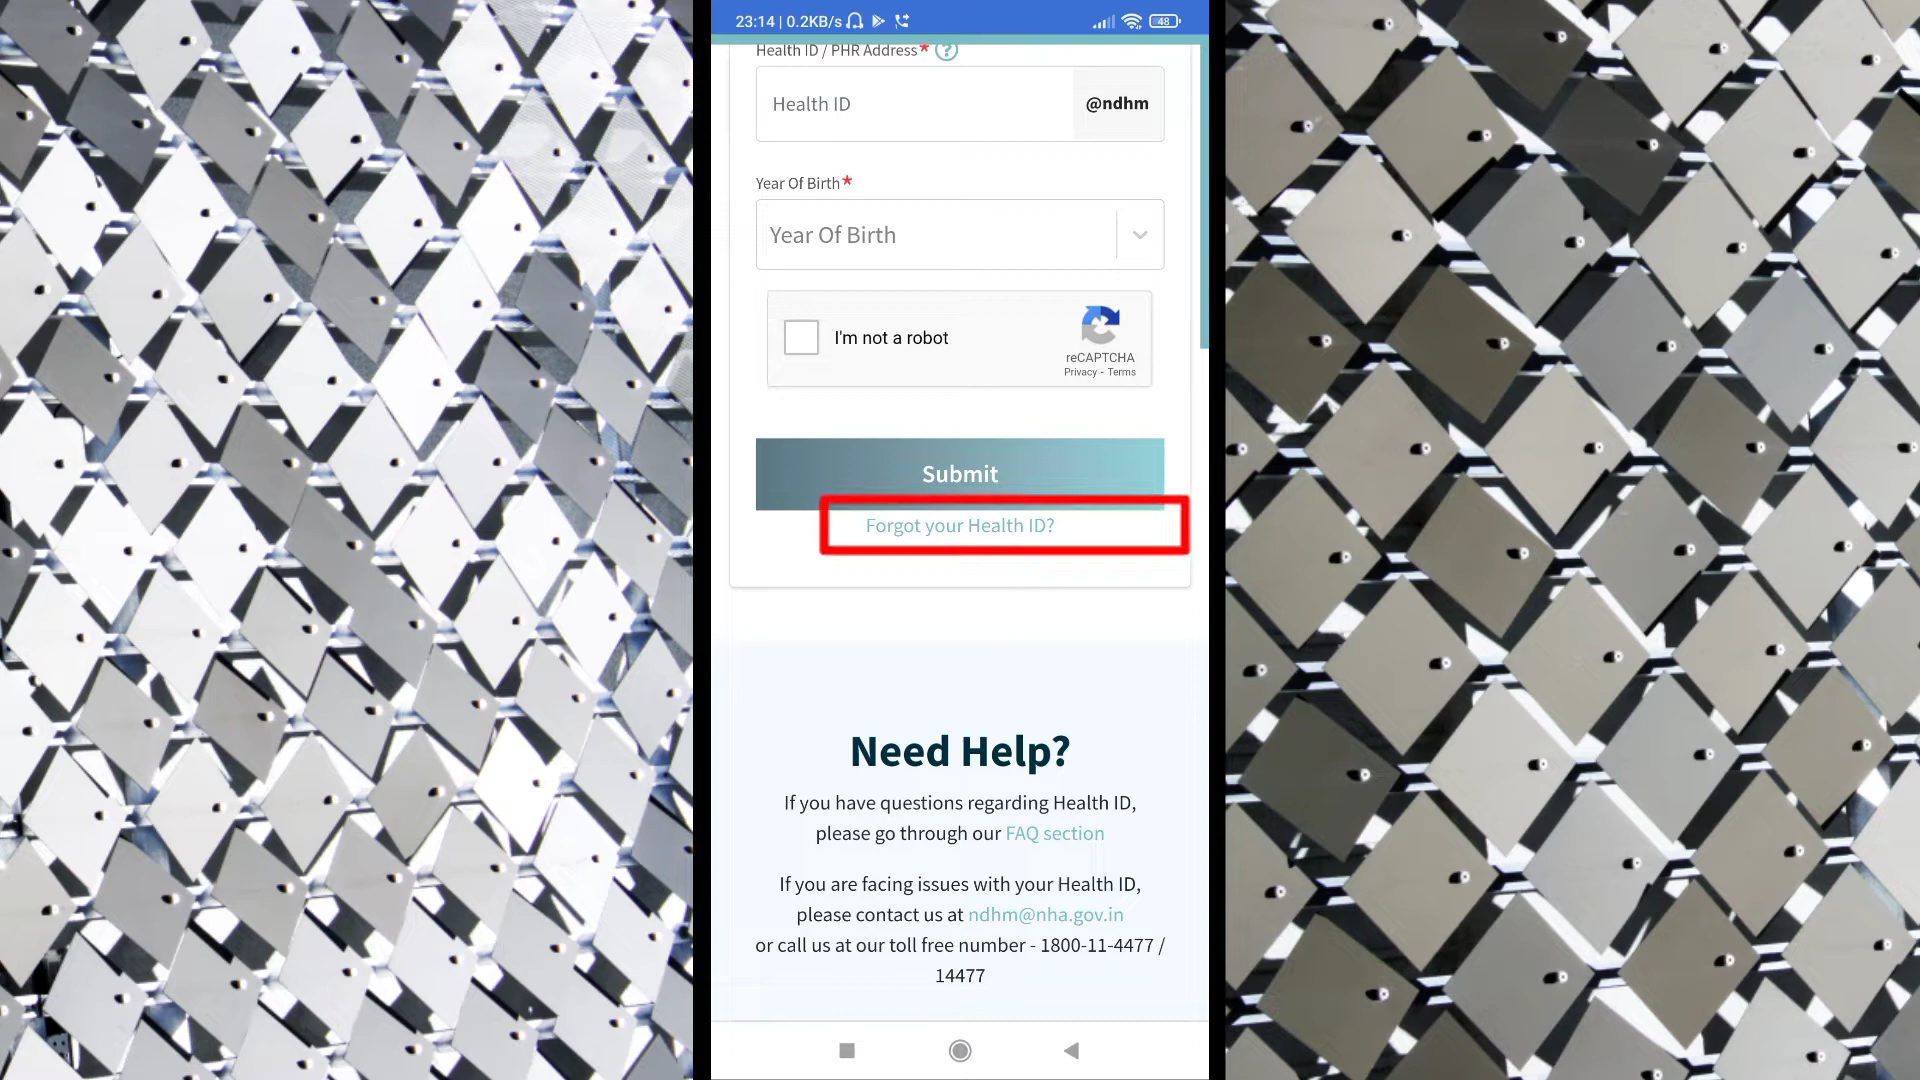 23:14 | 0.2KB/s
48
Health ID / PHR Address* ?
Health ID
@ndhm
Year Of Birth*
Year Of Birth
I'm not a robot
reCAPTCHA
Privacy - Terms
Submit
Forgot your Health ID?
Need Help?
If you have questions regarding Health ID,
please go through our FAQ section
If you are facing issues with your Health ID,
please contact us at ndhm@nha.gov.in
or call us at our toll free number - 1800-11-4477 /
14477